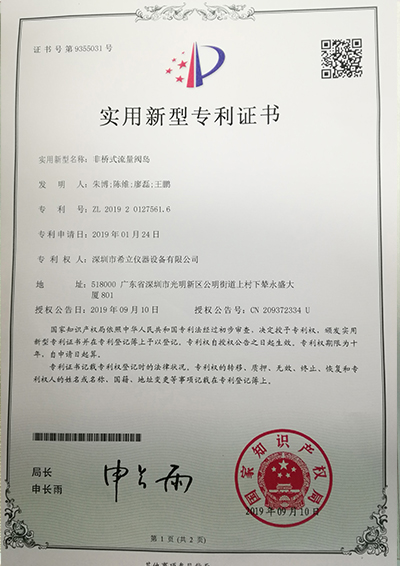 证书号第9355031号
实用新型专利证书
实用新型名称：非桥式流量阀岛
发明人：朱博;陈维;廖磊;王鹏
专利号：ZL 2019 2 0127561.6
专利申请日：2019年01月24日
专利权人：深圳市希立仪器设备有限公司
地址：518000 广东省深圳市光明新区公明街道上村下辇永盛大
厦801
授权公告日：2019年09月10日 授权公告号：CN 209372334 U
国家知识产权局依照中华人民共和国专利法经过初步审查，决定授予专利权，颁发实用
新型专利证书并在专利登记簿上予以登记。专利权自授权公告之日起生效。专利权期限为十
年，自申请日起算。
专利证书记载专利权登记时的法律状况。专利权的转移、质押、无效、终止、恢复和专
利权人的姓名或名称、国籍、地址变更等事项记载在专利登记簿上。
局长
申长雨
申长雨
国家知识产权局
2019年09月10日
第 1 页 (共 2 页)